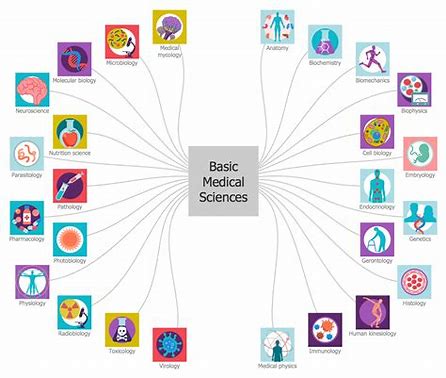 Medical
mycology
Anatomy
Microbiology
Biochemistry
Molecular biology
Biomechanics
Neuroscience
Biophysics
Nutrition science
Cell biology
Parasitology
Embryology
Basic
Medical
Sciences
Pathology
Endocrinology
Pharmacology
Genetics
Photobiology
Gerontology
Physiology
Histology
Radiobiology
Human kinesiology
Toxicology
Immunology
Virology
Medical physics